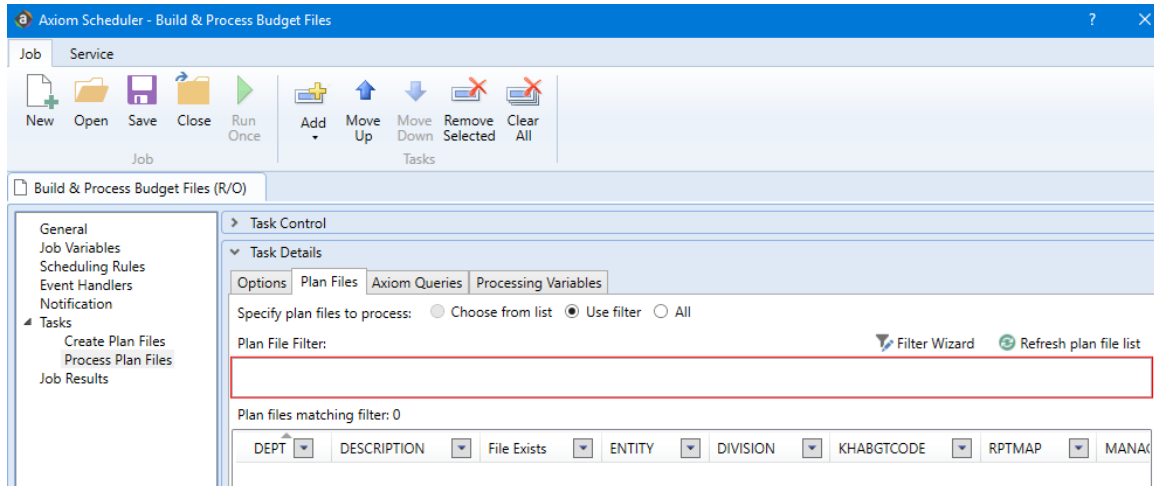 Axiom Scheduler - Build & Process Budget Files
?
Job Service
New Open Save Close Run Once Add Move Up Move Down Remove Selected Clear All
Job Tasks
Build & Process Budget Files (R/O)
General
Job Variables
Scheduling Rules
Event Handlers
Notification
Tasks
Create Plan Files
Process Plan Files
Job Results
Task Control
Task Details
Options Plan Files Axiom Queries Processing Variables
Specify plan files to process: Choose from list Use filter All
Plan File Filter: Filter Wizard Refresh plan file list
Plan files matching filter: 0
DEPT DESCRIPTION File Exists ENTITY DIVISION KHABGTCODE RPTMAP MANAG